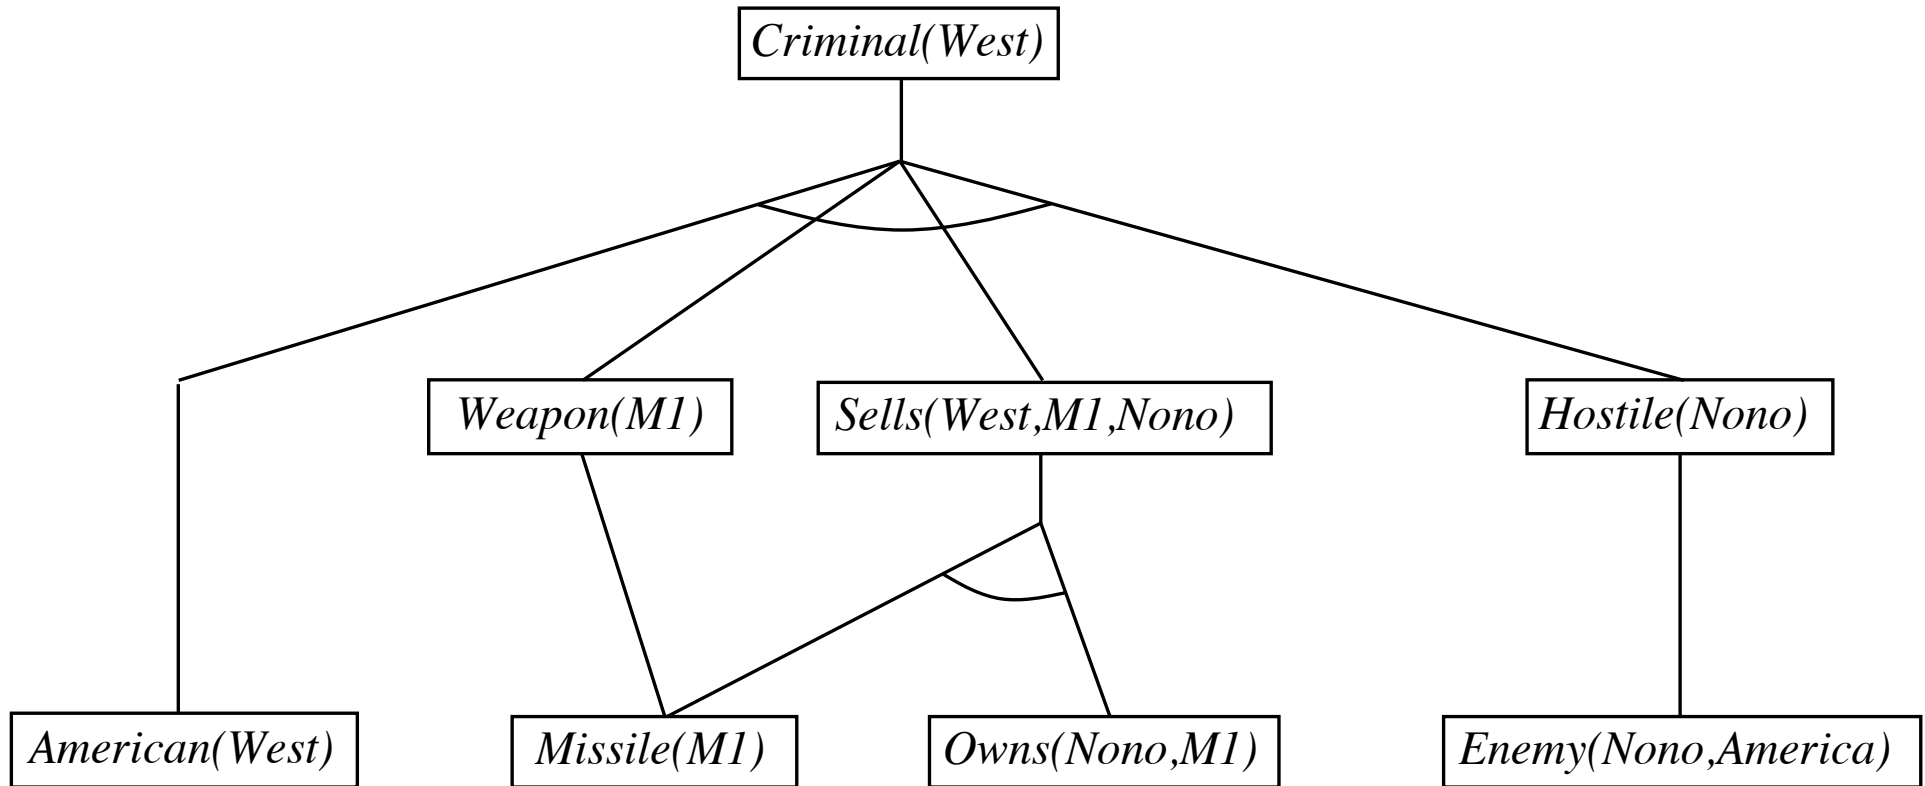 Criminal(West)
Weapon(M1)
Sells(West,M1,Nono)
Hostile(Nono)
American(West)
Missile(M1)
Owns(Nono,M1)
Enemy(Nono,America)